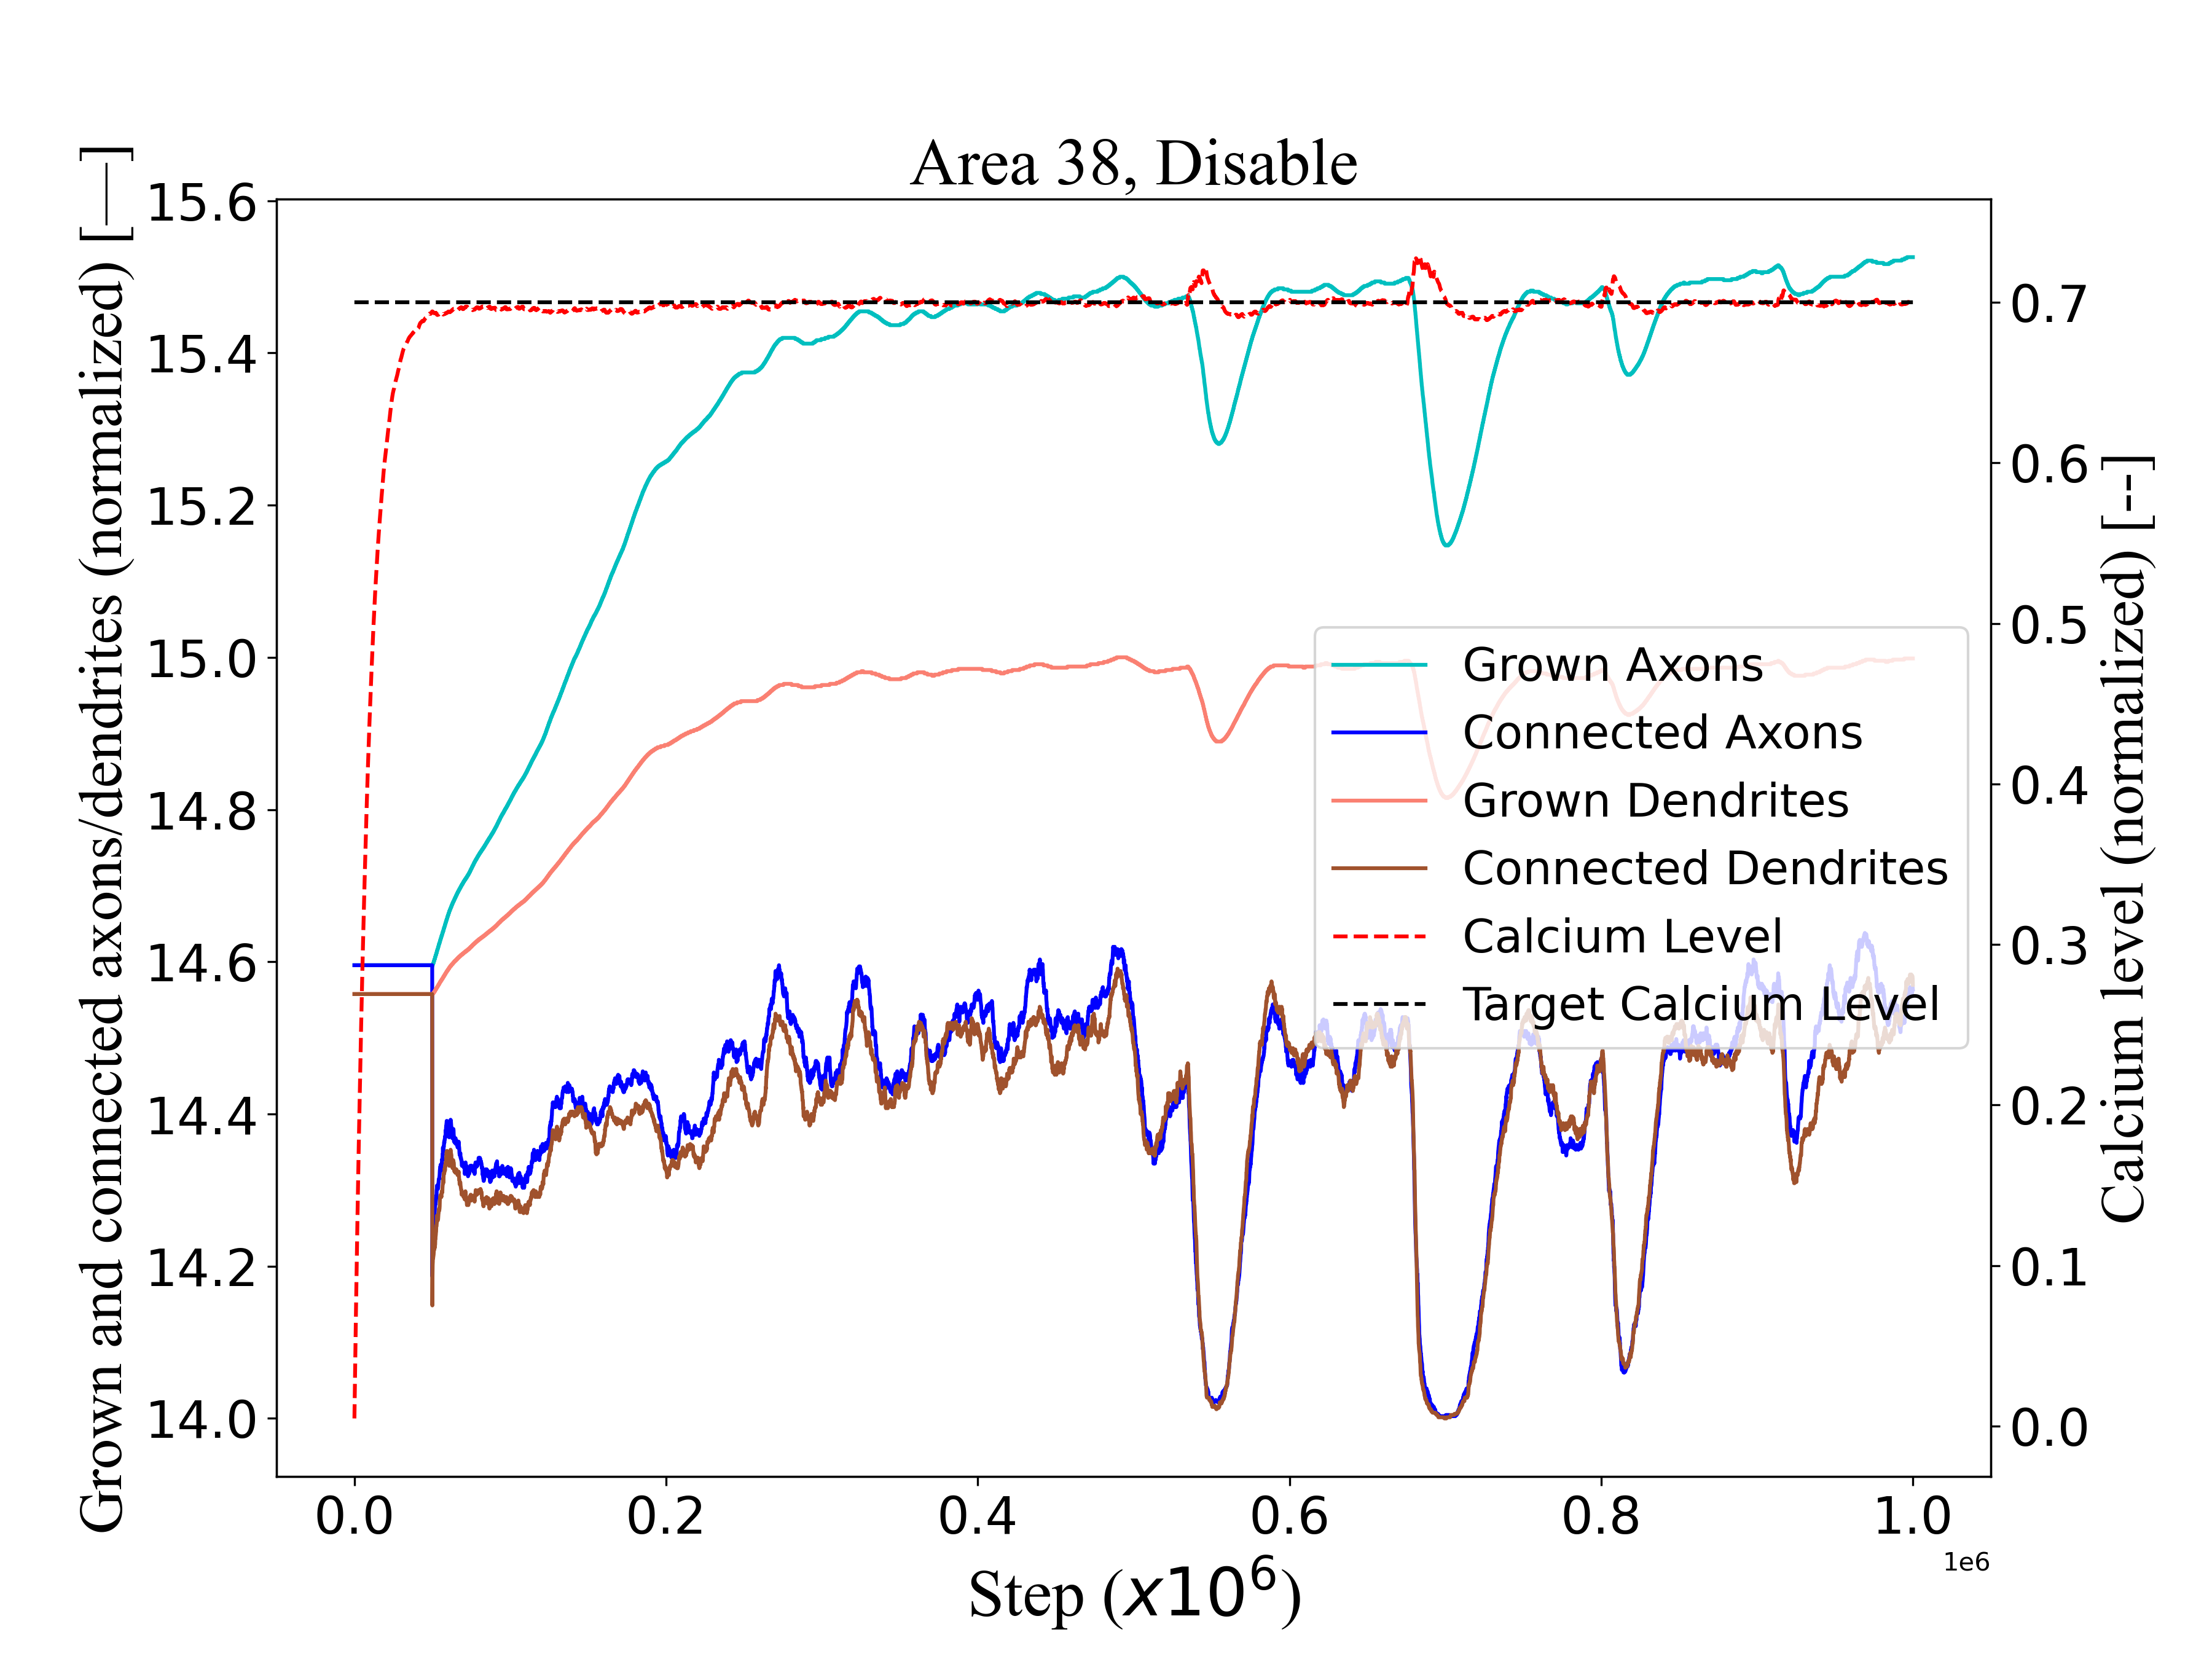 Area 38, Disable
Grown and connected axons/dendrites (normalized) [—]
15.6
15.4
15.2
15.0
14.8
14.6
14.4
14.2
14.0
Grown Axons
Connected Axons
Grown Dendrites
Connected Dendrites
Calcium Level
Target Calcium Level
0.7
0.6
0.5
0.4
0.3
0.2
0.1
0.0
Calcium level (normalized) [--]
0.0 0.2 0.4 0.6 0.8 1.0
1e6
Step (x10⁶)